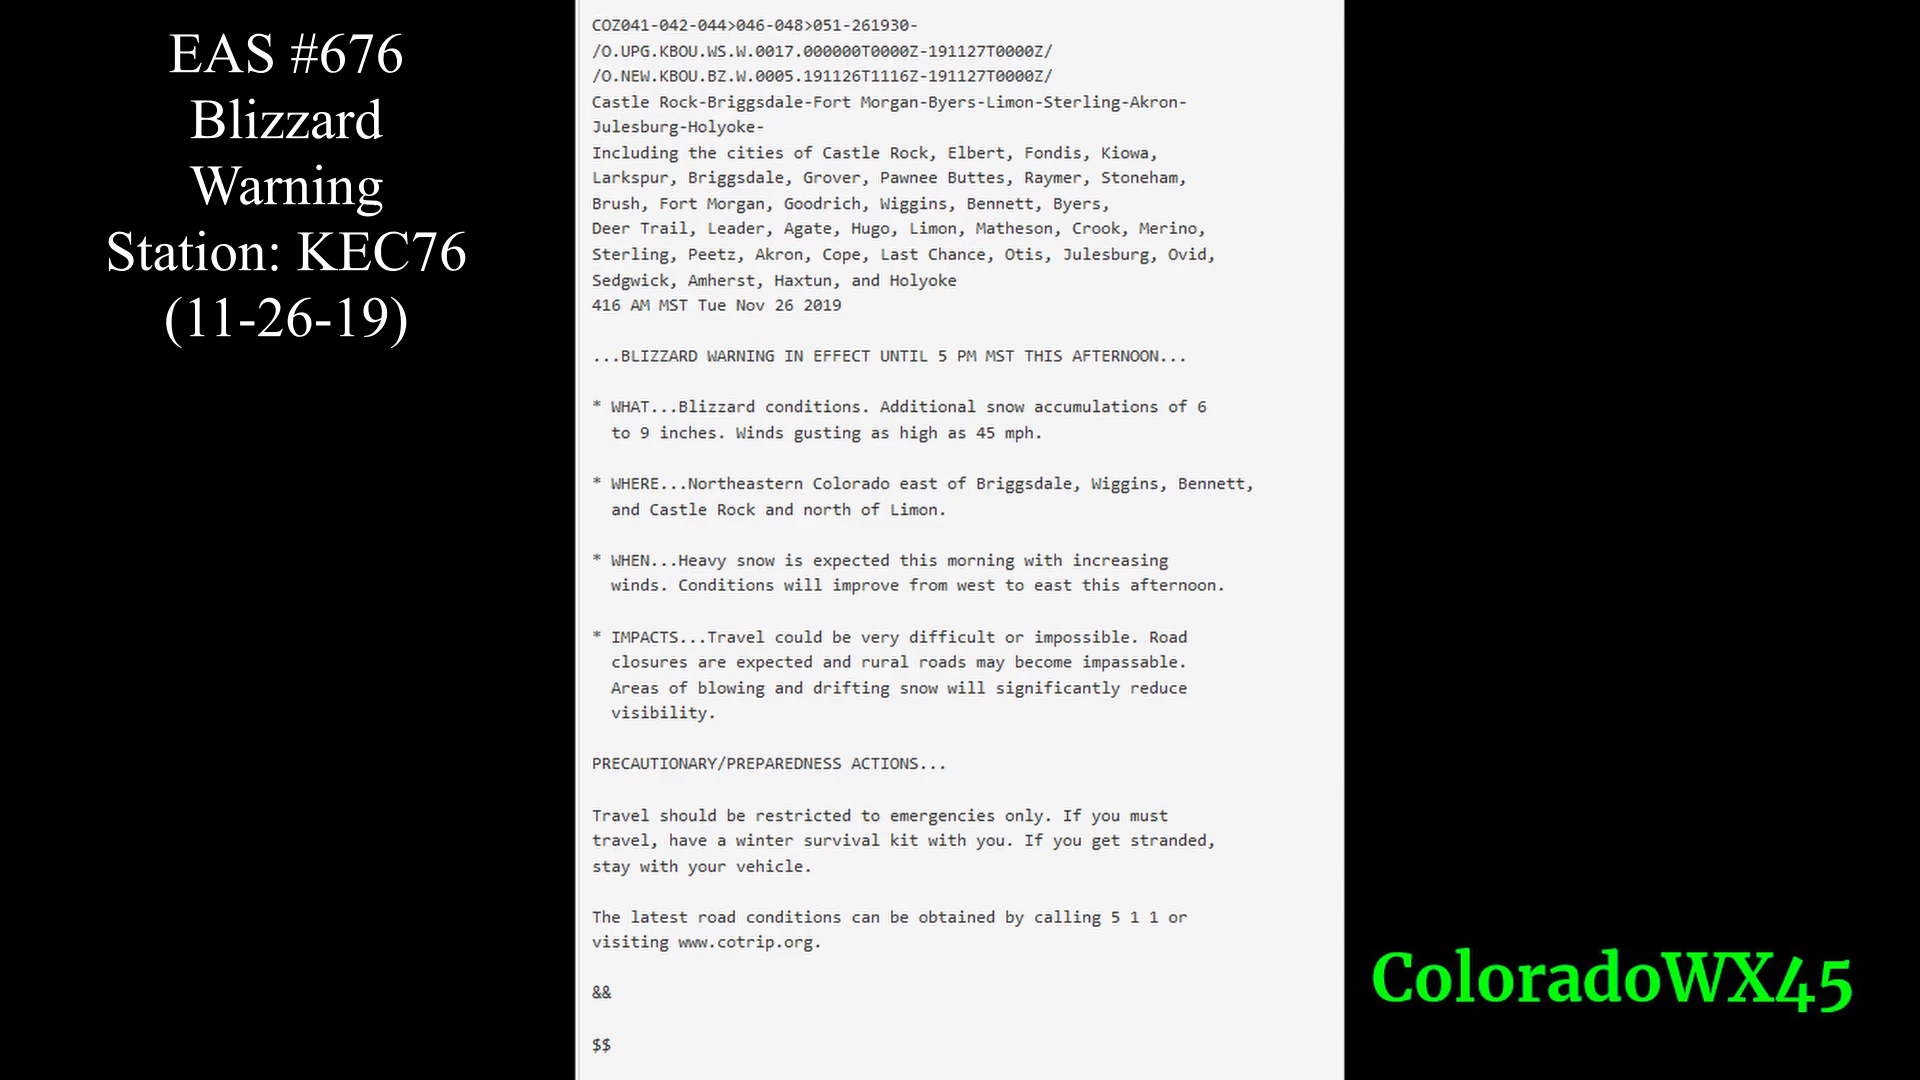 EAS #676
Blizzard
Warning
Station: KEC76
(11-26-19)
COZ041-042-044>046-048>051-261930-
/O.UPG.KBOU.WS.W.0017.000000T0000Z-191127T0000Z/
/O.NEW.KBOU.BZ.W.0005.191126T1116Z-191127T0000Z/
Castle Rock-Briggsdale-Fort Morgan-Byers-Limon-Sterling-Akron-
Julesburg-Holyoke-
Including the cities of Castle Rock, Elbert, Fondis, Kiowa,
Larkspur, Briggsdale, Grover, Pawnee Buttes, Raymer, Stoneham,
Brush, Fort Morgan, Goodrich, Wiggins, Bennett, Byers,
Deer Trail, Leader, Agate, Hugo, Limon, Matheson, Crook, Merino,
Sterling, Peetz, Akron, Cope, Last Chance, Otis, Julesburg, Ovid,
Sedgwick, Amherst, Haxtun, and Holyoke
416 AM MST Tue Nov 26 2019
...BLIZZARD WARNING IN EFFECT UNTIL 5 PM MST THIS AFTERNOON...
* WHAT...Blizzard conditions. Additional snow accumulations of 6
to 9 inches. Winds gusting as high as 45 mph.
* WHERE...Northeastern Colorado east of Briggsdale, Wiggins, Bennett,
and Castle Rock and north of Limon.
* WHEN...Heavy snow is expected this morning with increasing
winds. Conditions will improve from west to east this afternoon.
* IMPACTS...Travel could be very difficult or impossible. Road
closures are expected and rural roads may become impassable.
Areas of blowing and drifting snow will significantly reduce
visibility.
PRECAUTIONARY/PREPAREDNESS ACTIONS...
Travel should be restricted to emergencies only. If you must
travel, have a winter survival kit with you. If you get stranded,
stay with your vehicle.
The latest road conditions can be obtained by calling 5 1 1 or
visiting www.cotrip.org.
&&
$$
ColoradoWX45